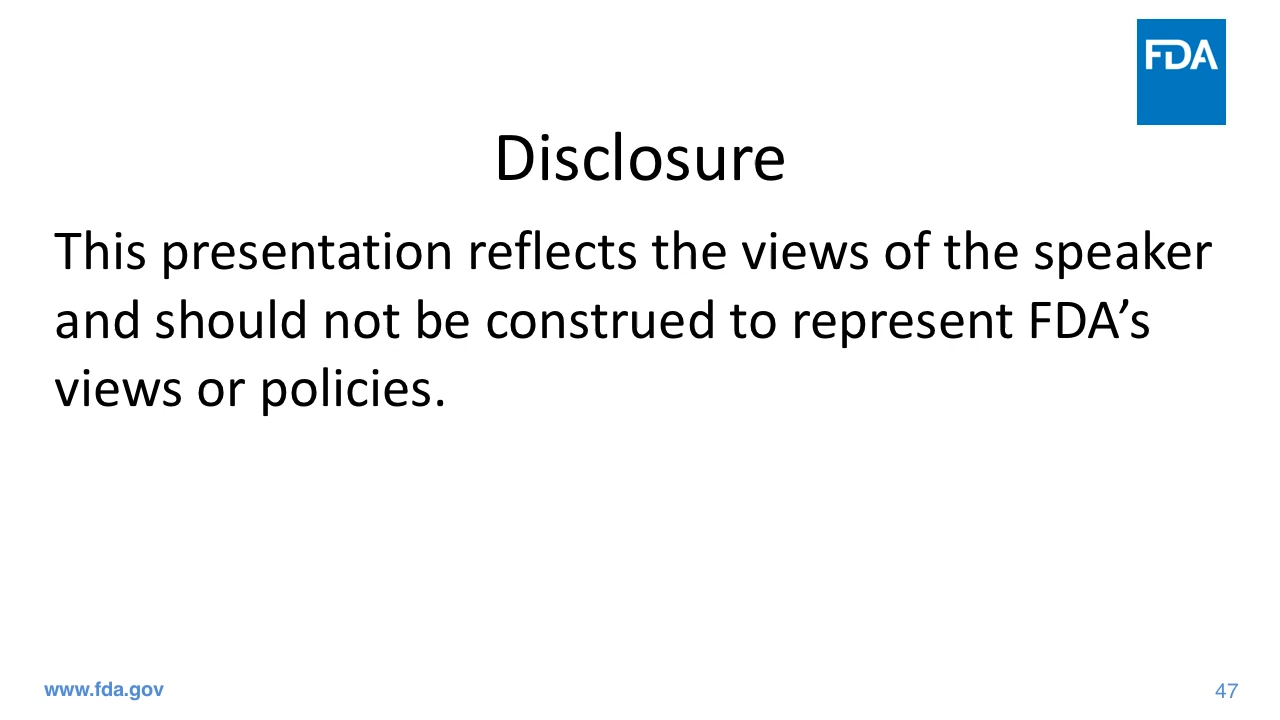 FDA
Disclosure
This presentation reflects the views of the speaker
and should not be construed to represent FDA’s
views or policies.
www.fda.gov
47